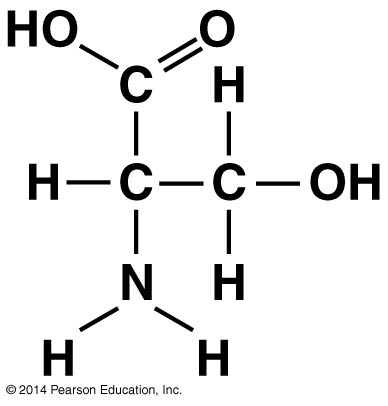 HO O
C H
H C C OH
N H
H H
© 2014 Pearson Education, Inc.